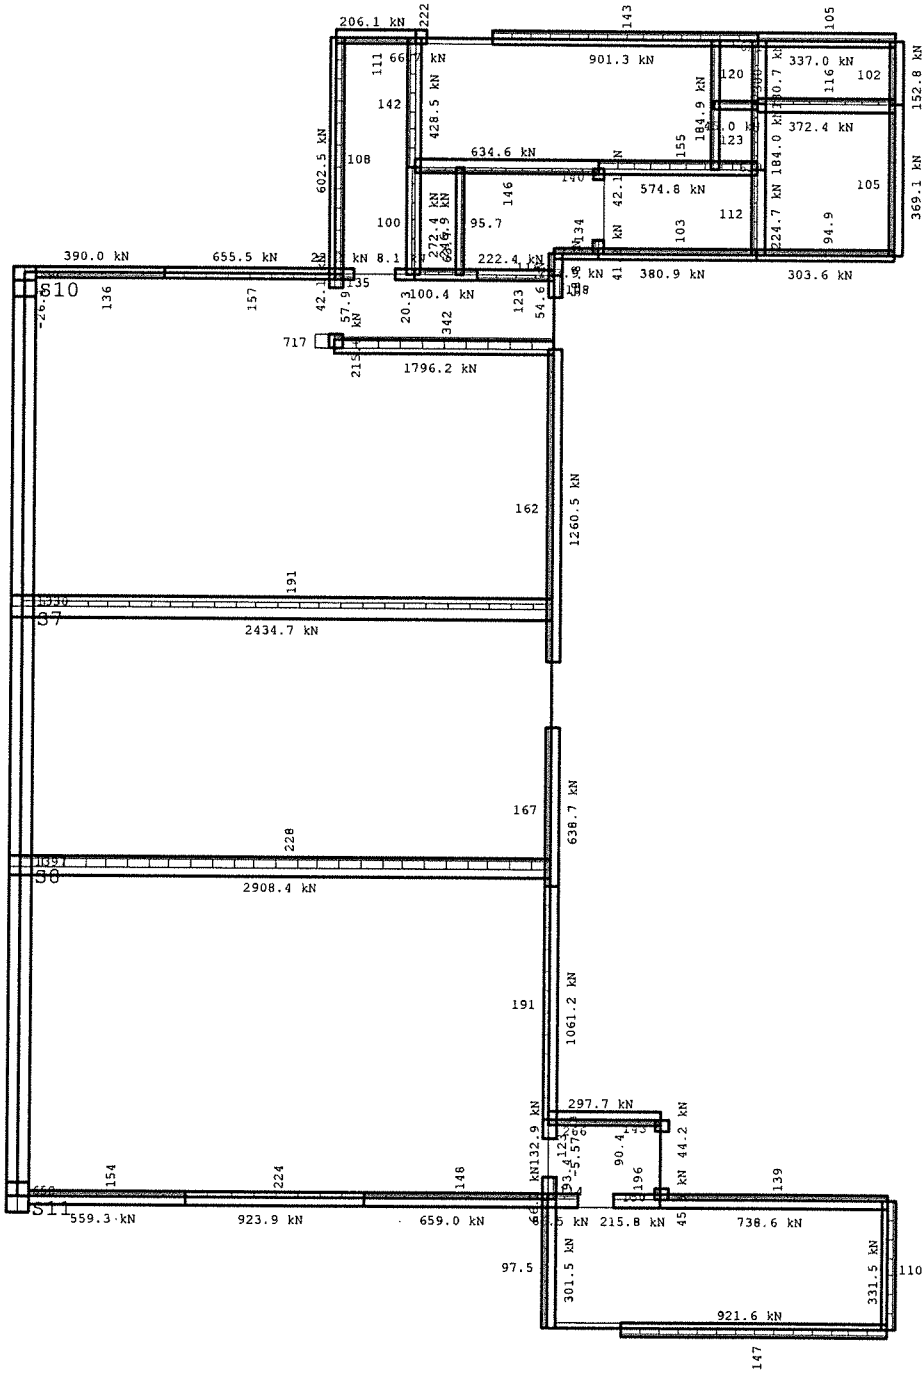 206.1 kN
222
143
105
66.7 kN
901.3 kN
337.0 kN
111
142
428.5 kN
120
116
102
152.8 kN
184.9 kN
372.4 kN
123
184.0 kN
602.5 kN
108
634.6 kN
155
574.8 kN
146
100
272.4 kN
95.7
134
103
112
224.7 kN
94.9
105
369.1 kN
390.0 kN
655.5 kN
8.1
222.4 kN
380.9 kN
303.6 kN
S10
136
157
135
57.9
20.3
100.4 kN
342
123
54.6
717
1796.2 kN
162
1260.5 kN
191
S7
2434.7 kN
228
167
638.7 kN
2908.4 kN
191
1061.2 kN
297.7 kN
132.9 kN
44.2 kN
90.4
154
224
148
196
139
S11
559.3 kN
923.9 kN
659.0 kN
215.8 kN
738.6 kN
97.5
301.5 kN
331.5 kN
110
921.6 kN
147